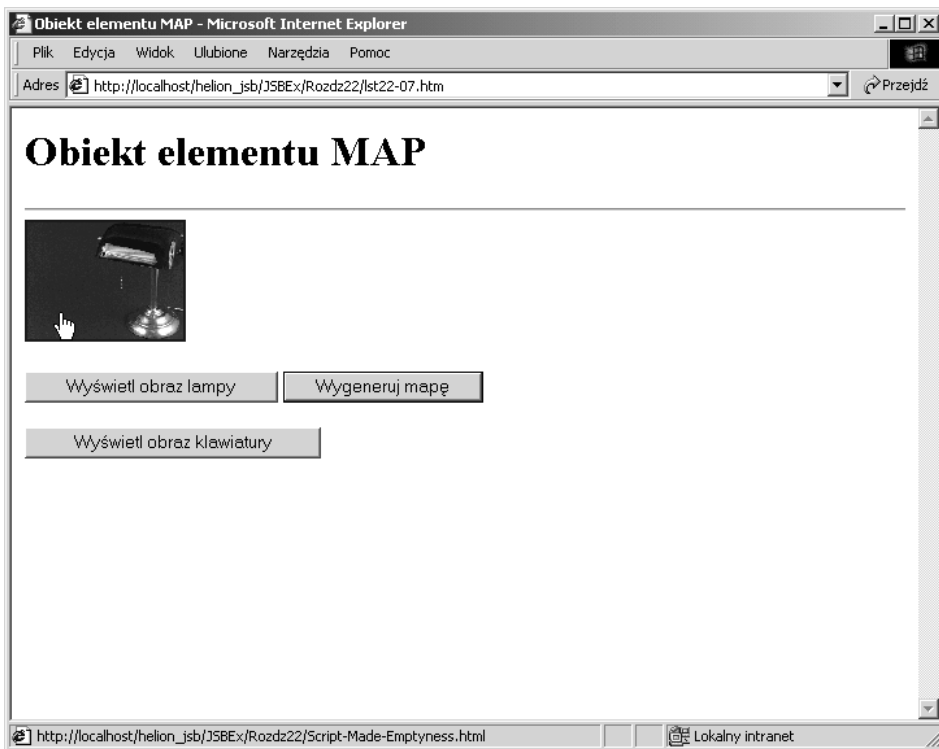 Obiekt elementu MAP - Microsoft Internet Explorer
Plik Edycja Widok Ulubione Narzędzia Pomoc
Adres http://localhost/helion_jsb/JSBEx/Rozdz22/lst22-07.htm Przejdź
Obiekt elementu MAP
Wyświetl obraz lampy Wygeneruj mapę
Wyświetl obraz klawiatury
http://localhost/helion_jsb/JSBEx/Rozdz22/Script-Made-Emptyness.html Lokalny intranet